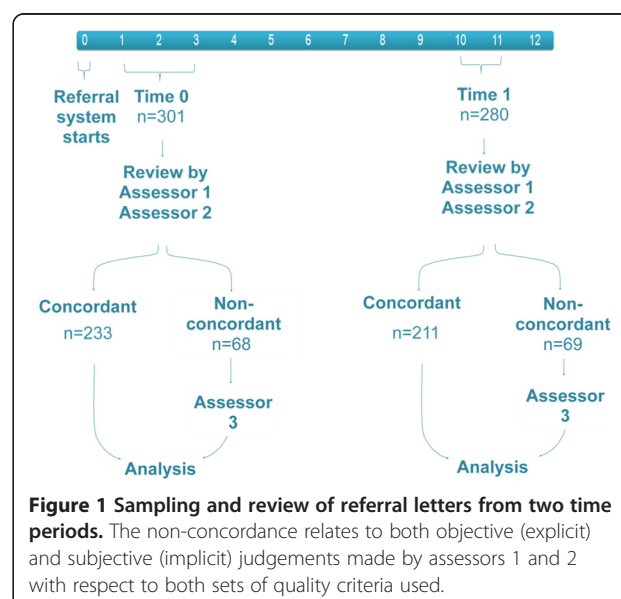 0 1 2 3 4 5 6 7 8 9 10 11 12
Referral
system
starts
Time 0
n=301
Time 1
n=280
Review by
Assessor 1
Assessor 2
Review by
Assessor 1
Assessor 2
Concordant
n=233
Non-
concordant
n=68
Concordant
n=211
Non-
concordant
n=69
Assessor
3
Assessor
3
Analysis
Analysis
Figure 1 Sampling and review of referral letters from two time
periods. The non-concordance relates to both objective (explicit)
and subjective (implicit) judgements made by assessors 1 and 2
with respect to both sets of quality criteria used.